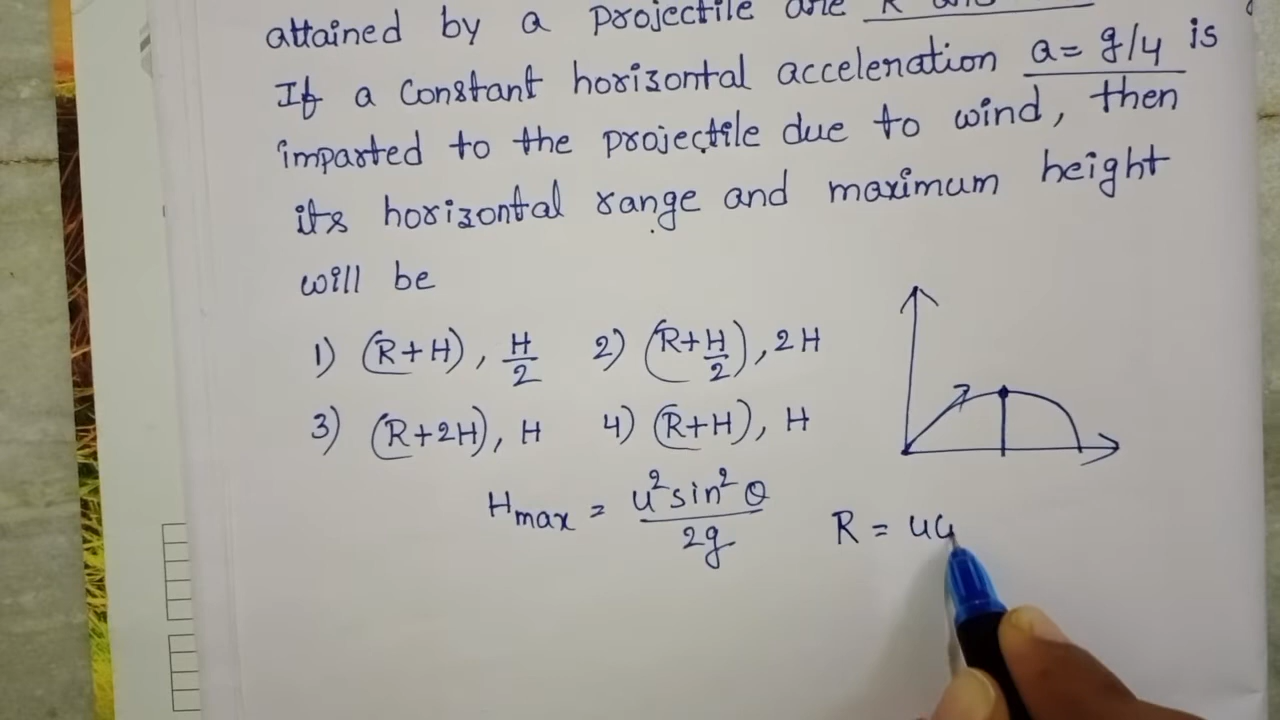 attained by a projectile are R
If a constant horizontal acceleration a = g/4 is
imparted to the projectile due to wind, then
its horizontal range and maximum height
will be
1) (R+H), H/2 2) (R+H/2), 2H
3) (R+2H), H 4) (R+H), H
Hmax = u²sin²θ/2g R = uu